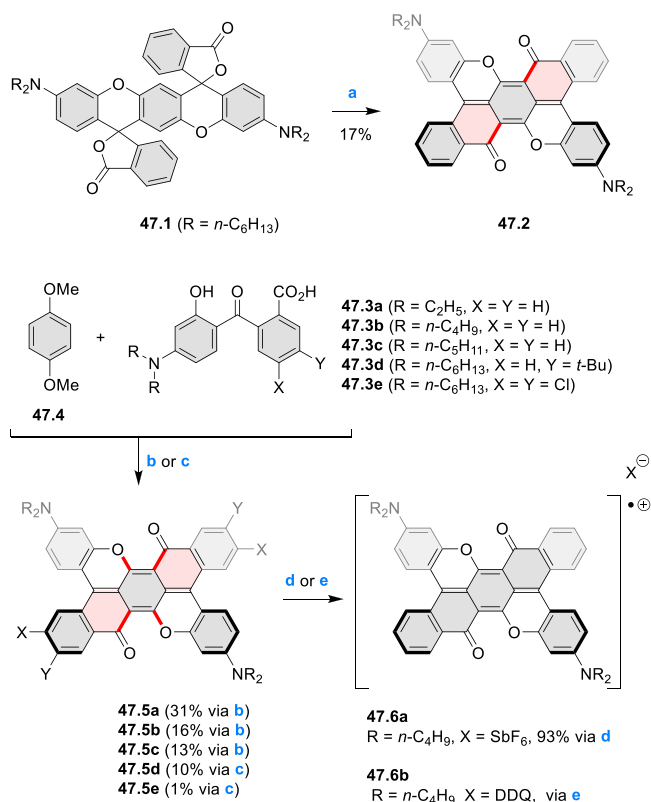 R₂N
O
O
O
O
O
O
NR₂
a
17%
47.1 (R = n-C₆H₁₃)
R₂N
O
O
O
O
NR₂
47.2
OMe
OMe
47.4
+
HO
O
CO₂H
R
N
R
X
Y
47.3a (R = C₂H₅, X = Y = H)
47.3b (R = n-C₄H₉, X = Y = H)
47.3c (R = n-C₅H₁₁, X = Y = H)
47.3d (R = n-C₆H₁₃, X = H, Y = t-Bu)
47.3e (R = n-C₆H₁₃, X = Y = Cl)
b or c
R₂N
O
O
Y
X
X
Y
O
O
NR₂
47.5a (31% via b)
47.5b (16% via b)
47.5c (13% via b)
47.5d (10% via c)
47.5e (1% via c)
d or e
X⊖
•⊕
R₂N
O
O
O
O
NR₂
47.6a
R = n-C₄H₉, X = SbF₆, 93% via d
47.6b
R = n-C₄H₉, X = DDQ, via e